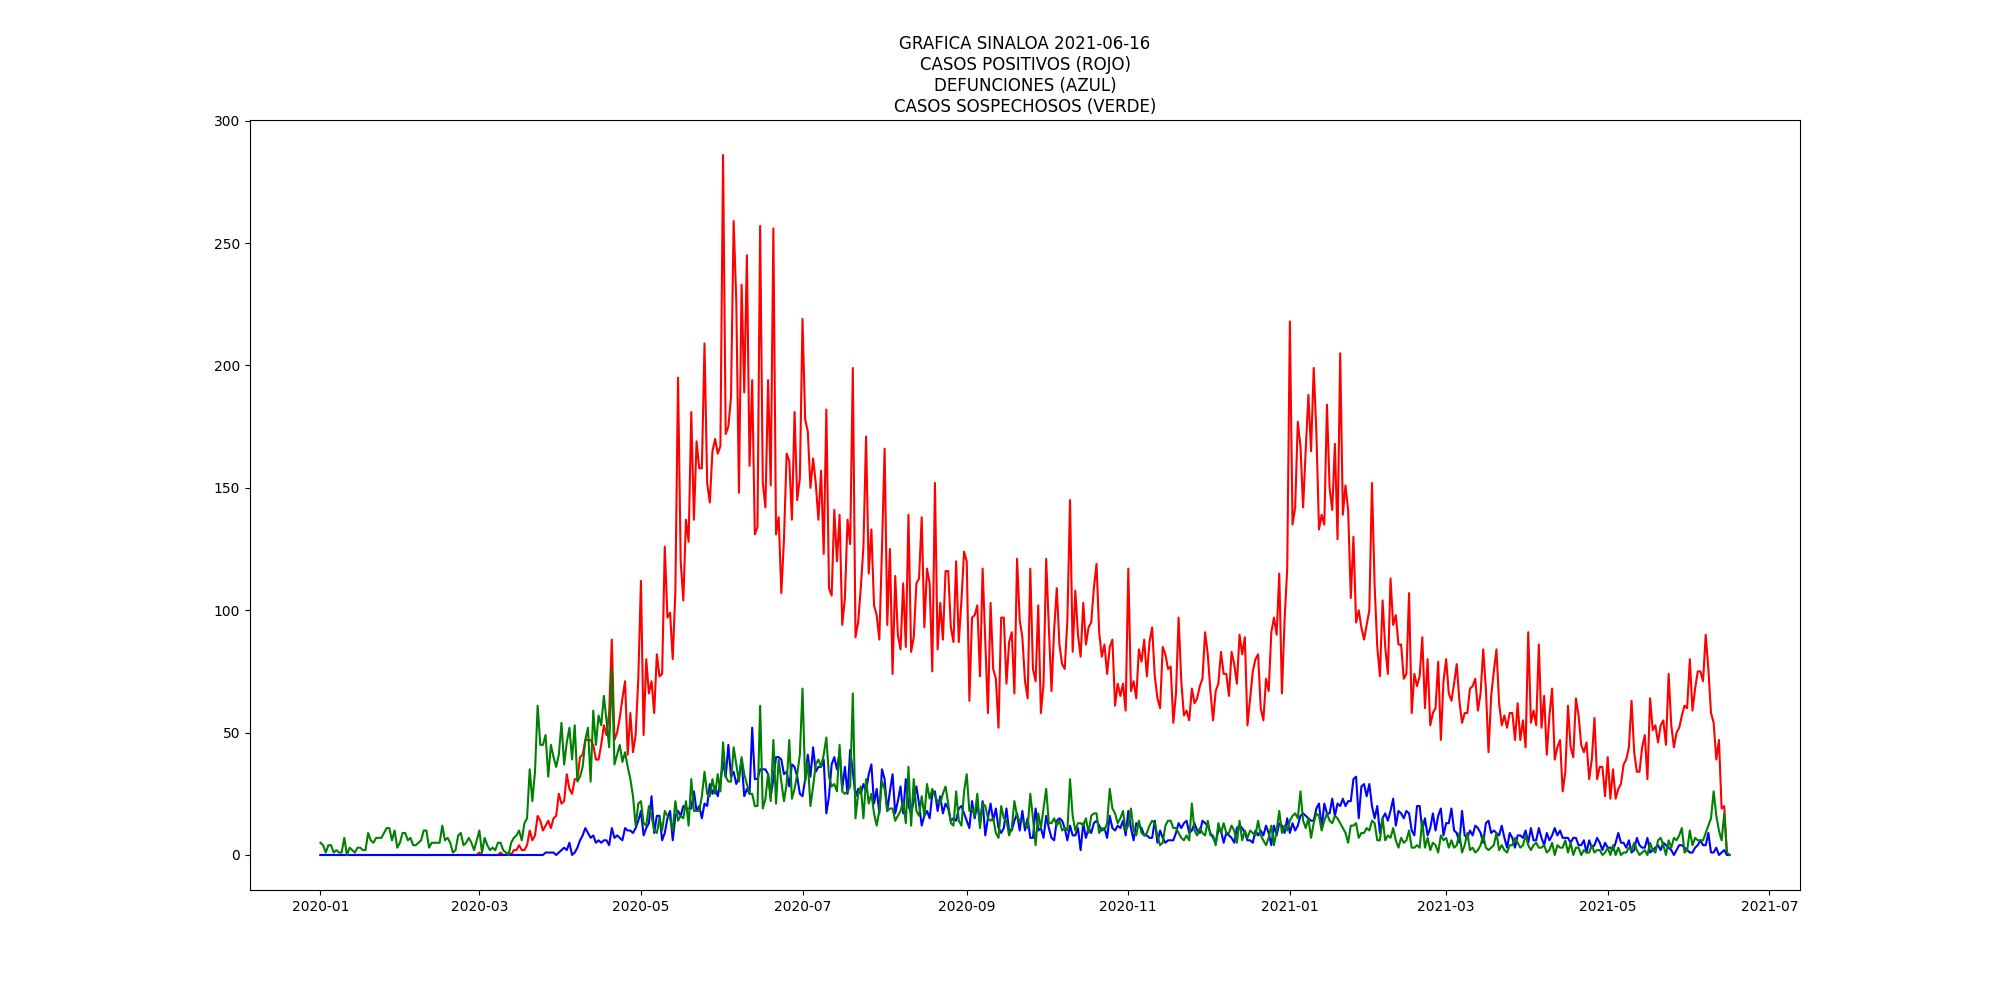 GRAFICA SINALOA 2021-06-16
CASOS POSITIVOS (ROJO)
DEFUNCIONES (AZUL)
CASOS SOSPECHOSOS (VERDE)
300
250
200
150
100
50
0
2020-01 2020-03 2020-05 2020-07 2020-09 2020-11 2021-01 2021-03 2021-05 2021-07